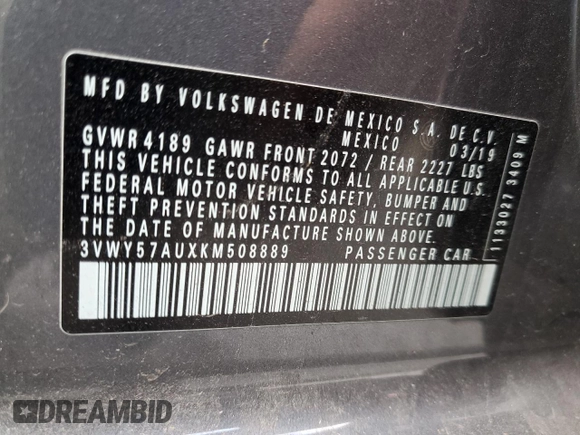 MFD BY VOLKSWAGEN DE MEXICO S.A. DE C.V.
MEXICO 03/19
GVWR 4189 GAWR FRONT 2072 / REAR 2227 LBS
THIS VEHICLE CONFORMS TO ALL APPLICABLE U.S.
FEDERAL MOTOR VEHICLE SAFETY, BUMPER AND
THEFT PREVENTION STANDARDS IN EFFECT ON
THE DATE OF MANUFACTURE SHOWN ABOVE.
3VWY57AUXKM508889 PASSENGER CAR
1133027 3409 M
DREAMBID